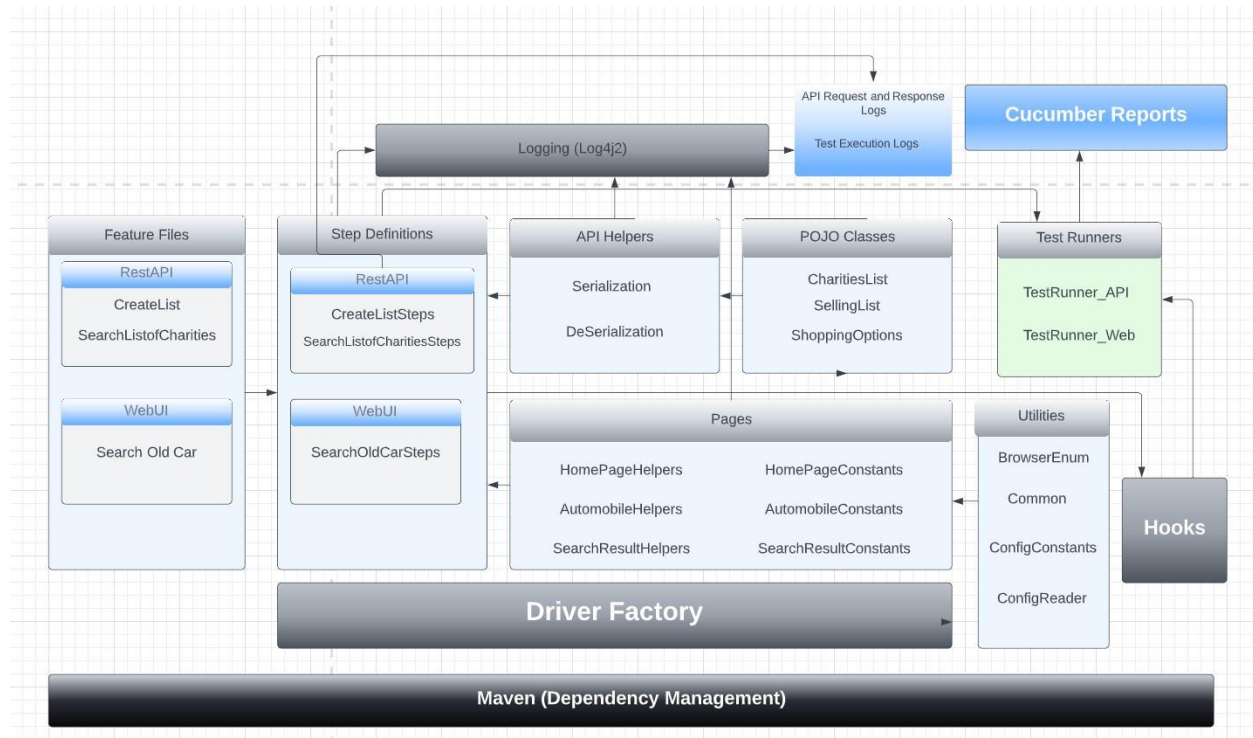 API Request and Response
Logs
Test Execution Logs
Cucumber Reports
Logging (Log4j2)
Feature Files
RestAPI
CreateList
SearchListofCharities
WebUI
Search Old Car
Step Definitions
RestAPI
CreateListSteps
SearchListofCharitiesSteps
WebUI
SearchOldCarSteps
API Helpers
Serialization
DeSerialization
POJO Classes
CharitiesList
SellingList
ShoppingOptions
Test Runners
TestRunner_API
TestRunner_Web
Pages
HomePageHelpers
HomePageConstants
AutomobileHelpers
AutomobileConstants
SearchResultHelpers
SearchResultConstants
Utilities
BrowserEnum
Common
ConfigConstants
ConfigReader
Hooks
Driver Factory
Maven (Dependency Management)